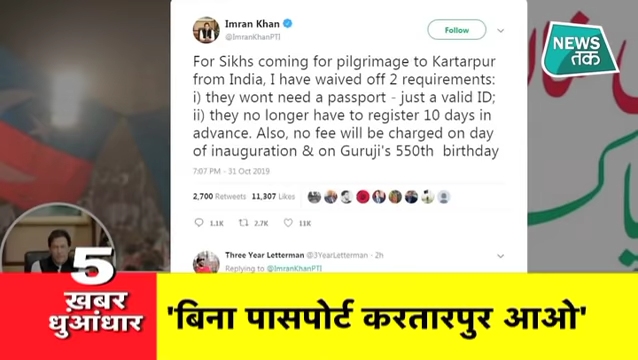 Imran Khan
@ImranKhanPTI
Follow
NEWS
तक
For Sikhs coming for pilgrimage to Kartarpur
from India, I have waived off 2 requirements:
i) they wont need a passport - just a valid ID;
ii) they no longer have to register 10 days in
advance. Also, no fee will be charged on day
of inauguration & on Guruji's 550th birthday
7:07 PM - 31 Oct 2019
2,700 Retweets 11,307 Likes
1.1K 2.7K 11K
Three Year Letterman @3YearLetterman · 2h
Replying to @ImranKhanPTI
5
ख़बर
धुआंधार
'बिना पासपोर्ट करतारपुर आओ'